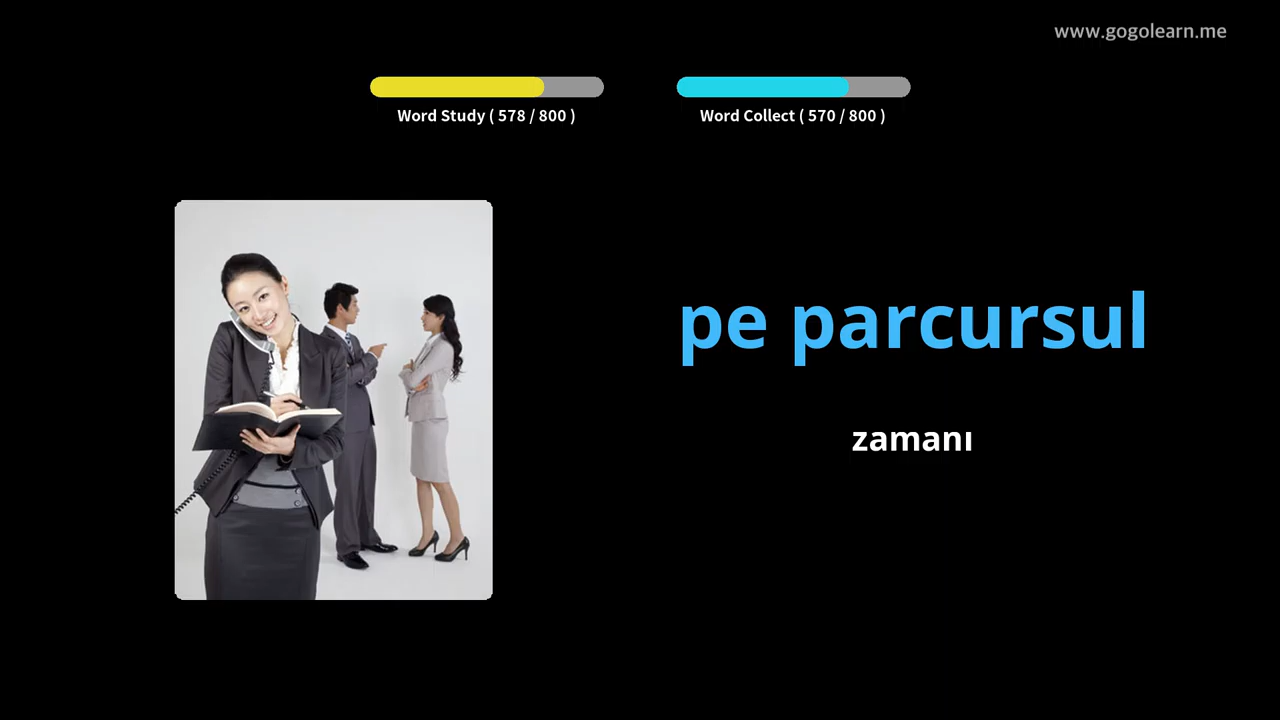 www.gogolearn.me
Word Study ( 578 / 800 )
Word Collect ( 570 / 800 )
pe parcursul
zamanı